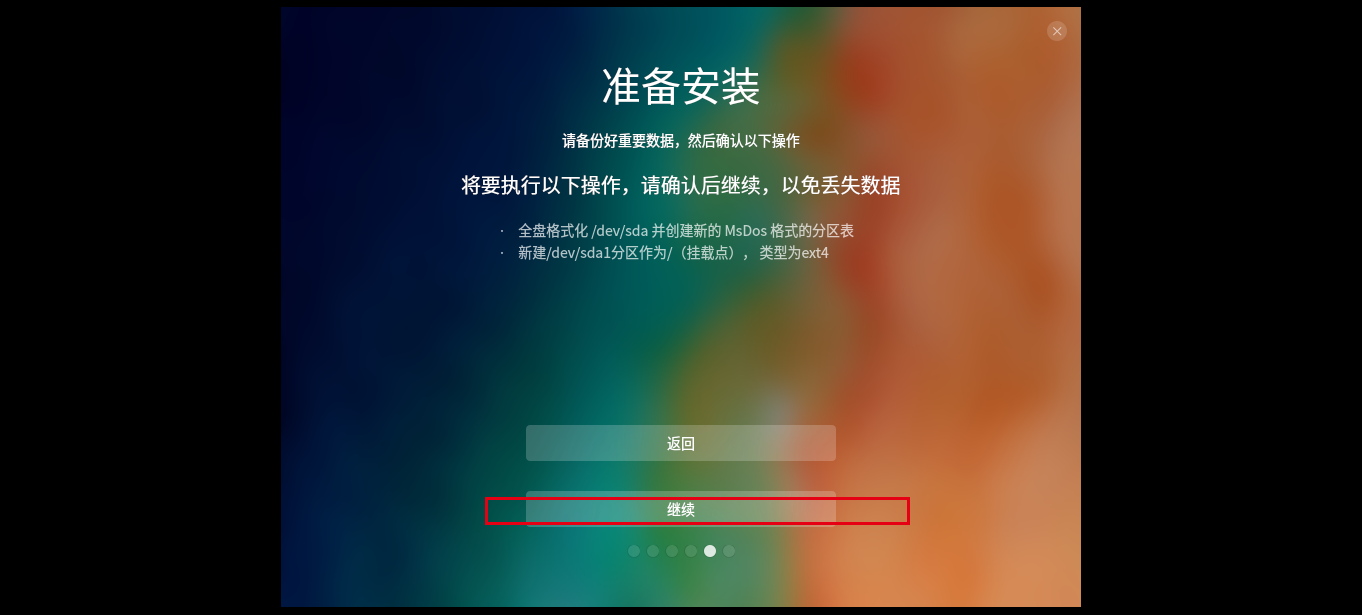 准备安装
请备份好重要数据，然后确认以下操作
将要执行以下操作，请确认后继续，以免丢失数据
· 全盘格式化 /dev/sda 并创建新的 MsDos 格式的分区表
· 新建/dev/sda1分区作为/（挂载点）， 类型为ext4
返回
继续